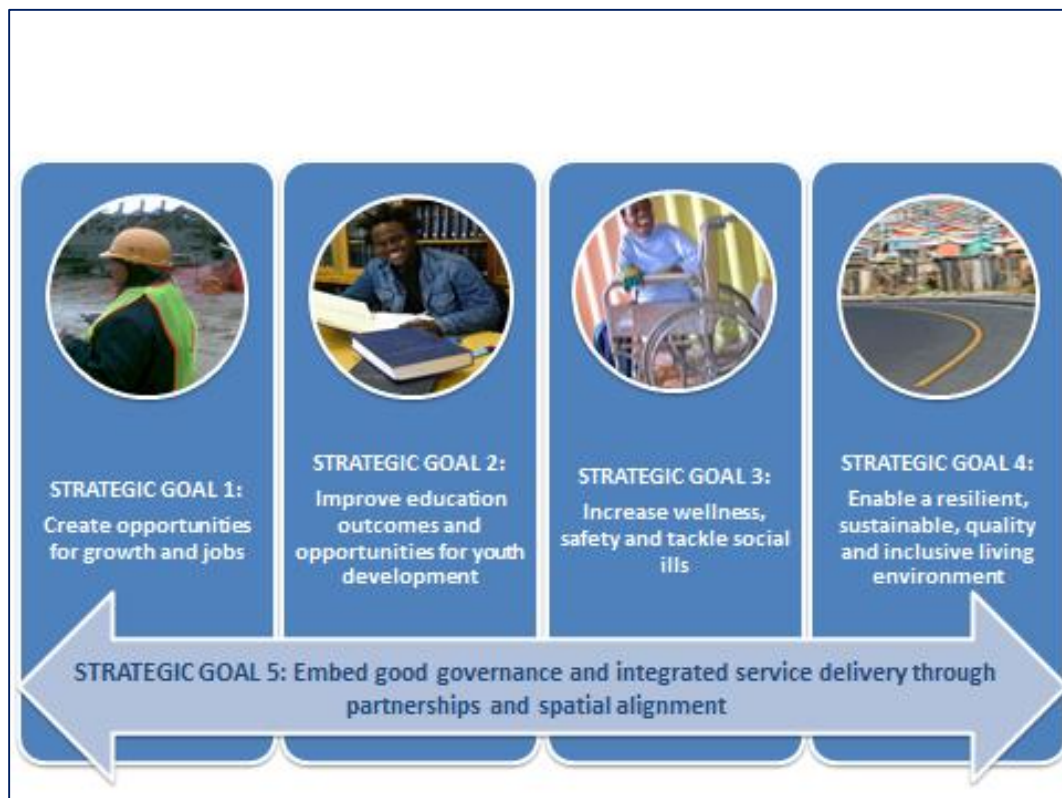 STRATEGIC GOAL 1:
Create opportunities
for growth and jobs
STRATEGIC GOAL 2:
Improve education
outcomes and
opportunities for youth
development
STRATEGIC GOAL 3:
Increase wellness,
safety and tackle social
ills
STRATEGIC GOAL 4:
Enable a resilient,
sustainable, quality
and inclusive living
environment
STRATEGIC GOAL 5: Embed good governance and integrated service delivery through
partnerships and spatial alignment